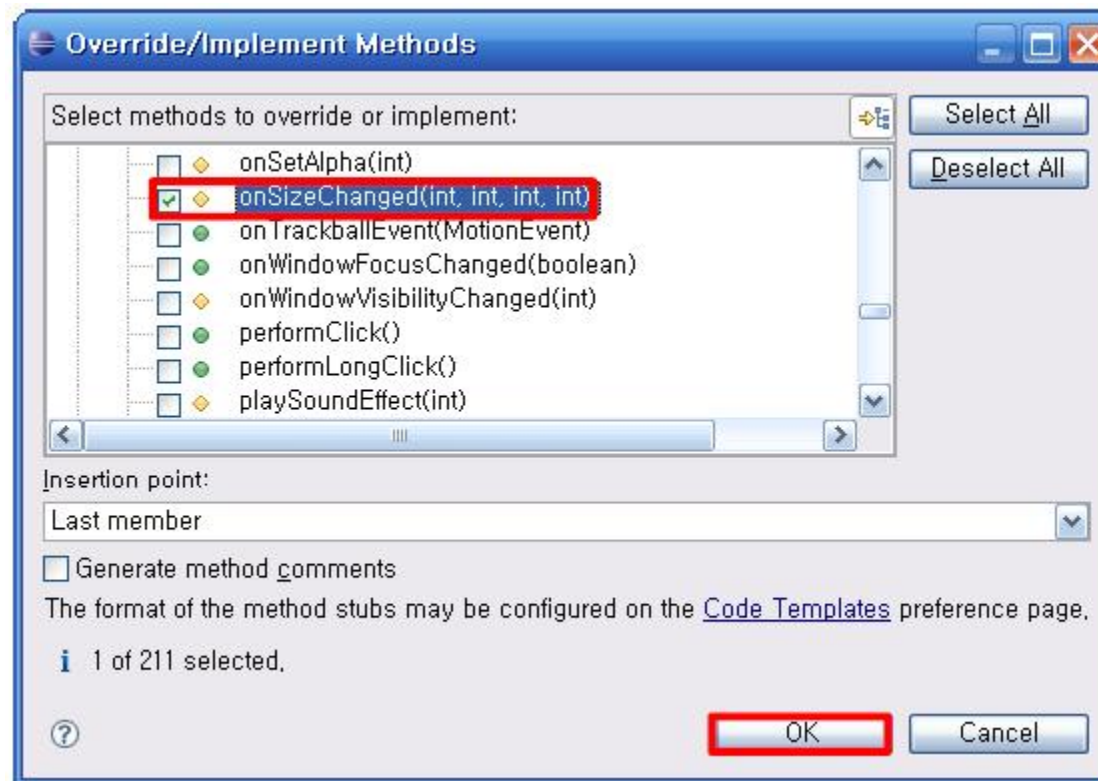 Override/Implement Methods
Select methods to override or implement:
Select All
onSetAlpha(int)
Deselect All
onSizeChanged(int, int, int, int)
onTrackballEvent(MotionEvent)
onWindowFocusChanged(boolean)
onWindowVisibilityChanged(int)
performClick()
performLongClick()
playSoundEffect(int)
Insertion point:
Last member
Generate method comments
The format of the method stubs may be configured on the Code Templates preference page,
i 1 of 211 selected,
? OK Cancel